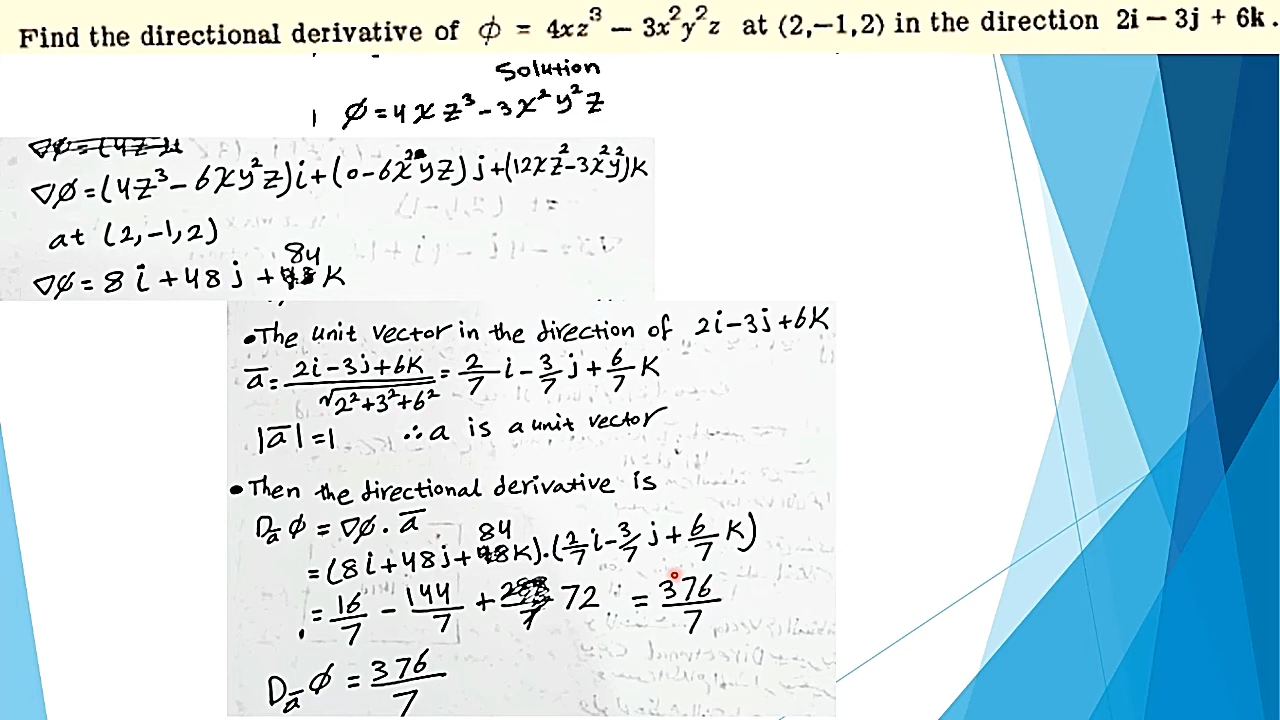 Find the directional derivative of ϕ = 4xz³ − 3x²y²z at (2,−1,2) in the direction 2i − 3j + 6k.
Solution
ϕ = 4xz³ - 3x²y²z
∇ϕ = (4z³ - 6xy²z)i + (0 - 6x²yz)j + (12xz² - 3x²y²)K
at (2,-1,2)
∇ϕ = 8i + 48j + 84K
• The unit vector in the direction of 2i - 3j + 6K
a̅ = (2i - 3j + 6K)/√(2² + 3² + 6²) = 2/7 i - 3/7 j + 6/7 K
|a̅| = 1 ∴ a is a unit vector
• Then the directional derivative is
D_a̅ ϕ = ∇ϕ . a̅
= (8i + 48j + 84K).(2/7 i - 3/7 j + 6/7 K)
= 16/7 - 144/7 + 72 = 376/7
D_a̅ ϕ = 376/7